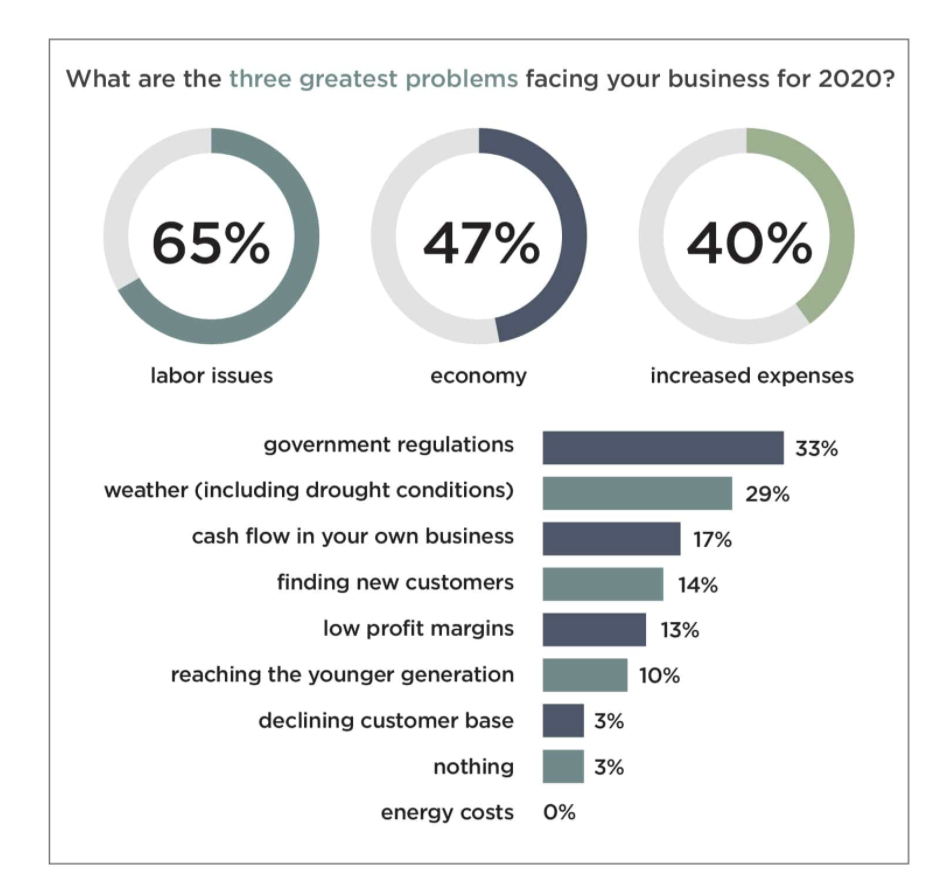 What are the three greatest problems facing your business for 2020?
65%
47%
40%
labor issues
economy
increased expenses
government regulations 33%
weather (including drought conditions) 29%
cash flow in your own business 17%
finding new customers 14%
low profit margins 13%
reaching the younger generation 10%
declining customer base 3%
nothing 3%
energy costs 0%